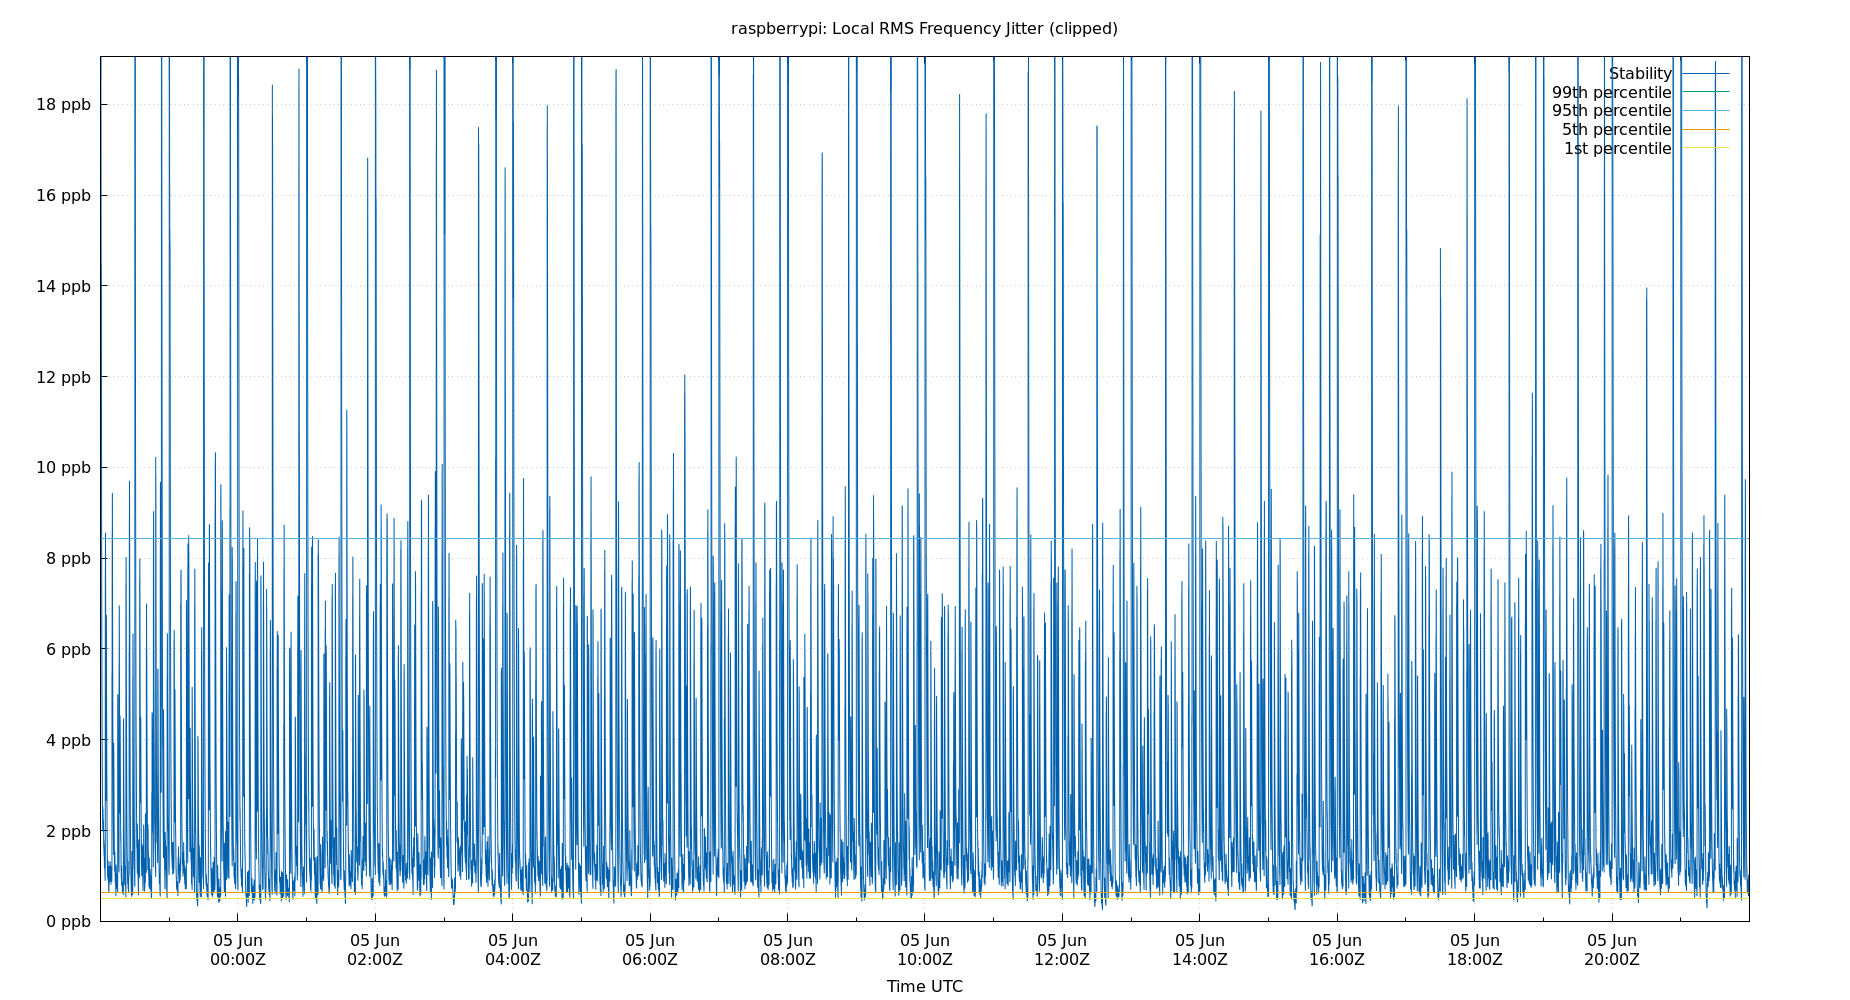 raspberrypi: Local RMS Frequency Jitter (clipped)
Stability
99th percentile
95th percentile
5th percentile
1st percentile
18 ppb
16 ppb
14 ppb
12 ppb
10 ppb
8 ppb
6 ppb
4 ppb
2 ppb
0 ppb
05 Jun 05 Jun 05 Jun 05 Jun 05 Jun 05 Jun 05 Jun 05 Jun 05 Jun 05 Jun 05 Jun
00:00Z 02:00Z 04:00Z 06:00Z 08:00Z 10:00Z 12:00Z 14:00Z 16:00Z 18:00Z 20:00Z
Time UTC